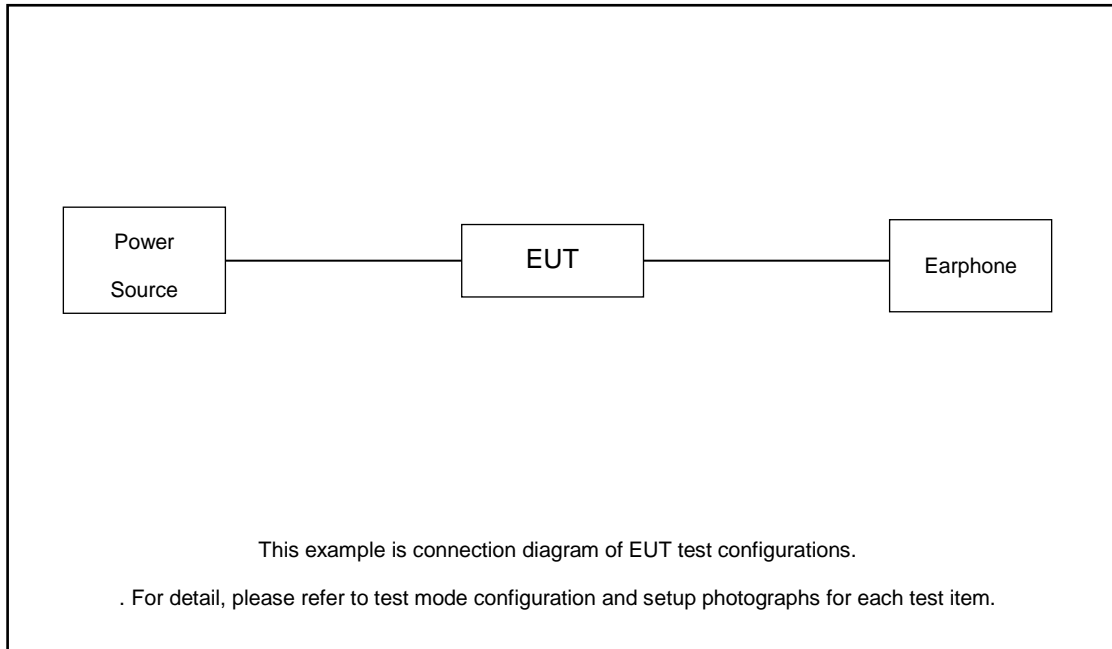 Power
Source
EUT
Earphone
This example is connection diagram of EUT test configurations.
. For detail, please refer to test mode configuration and setup photographs for each test item.